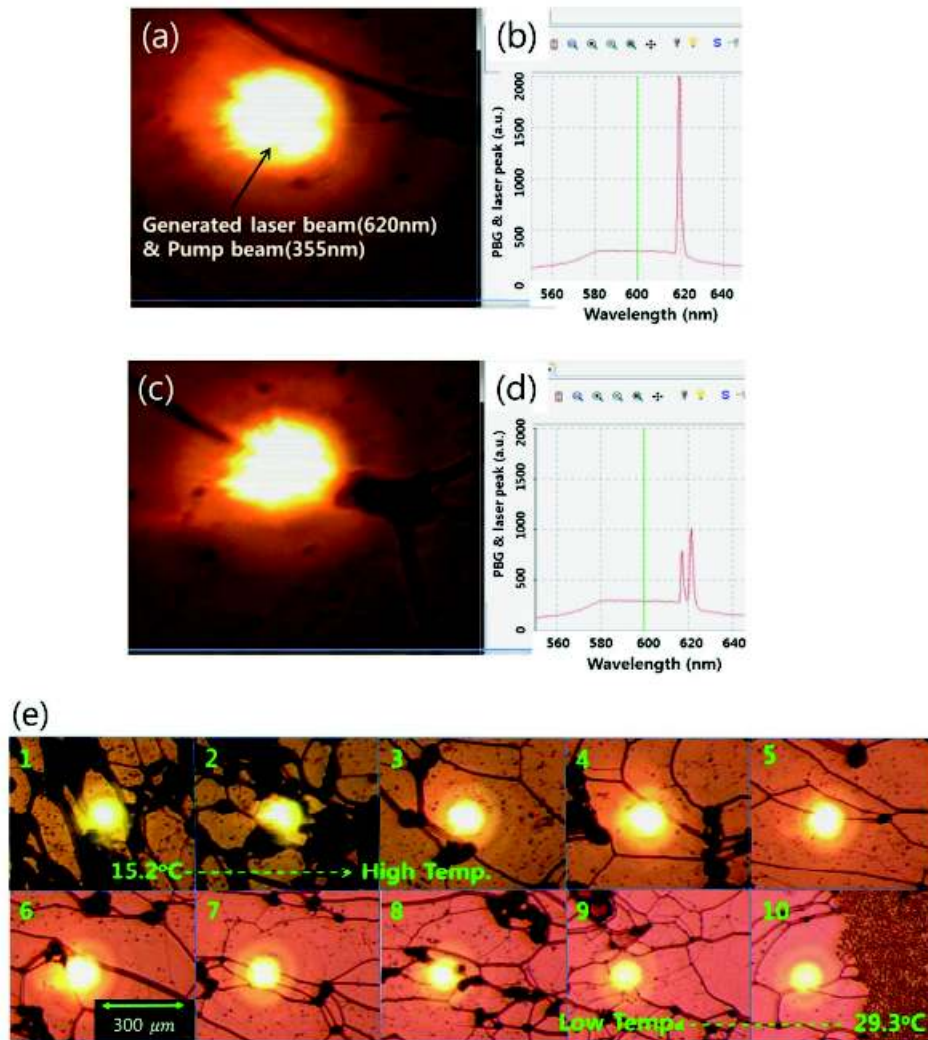 (a)
Generated laser beam(620nm)
& Pump beam(355nm)
(b)
S
PBG & laser peak (a.u.)
2000
1500
1000
500
0
560 580 600 620 640
Wavelength (nm)
(c)
(d)
S
PBG & laser peak (a.u.)
2000
1500
1000
500
0
560 580 600 620 640
Wavelength (nm)
(e)
1 2 3 4 5
15.2ºC High Temp.
6 7 8 9 10
300 μm
Low Temp 29.3ºC